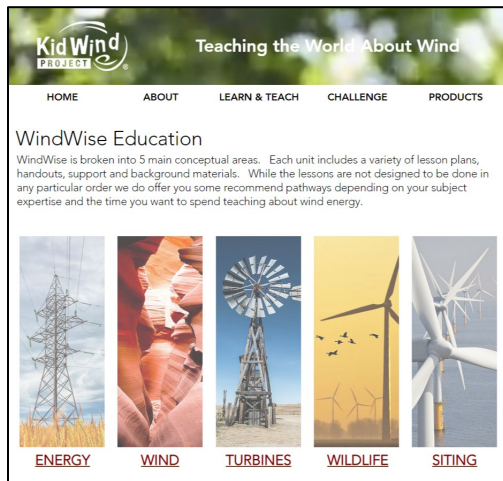 KidWind
PROJECT ®
Teaching the World About Wind
HOME ABOUT LEARN & TEACH CHALLENGE PRODUCTS
WindWise Education
WindWise is broken into 5 main conceptual areas. Each unit includes a variety of lesson plans,
handouts, support and background materials. While the lessons are not designed to be done in
any particular order we do offer you some recommend pathways depending on your subject
expertise and the time you want to spend teaching about wind energy.
ENERGY WIND TURBINES WILDLIFE SITING